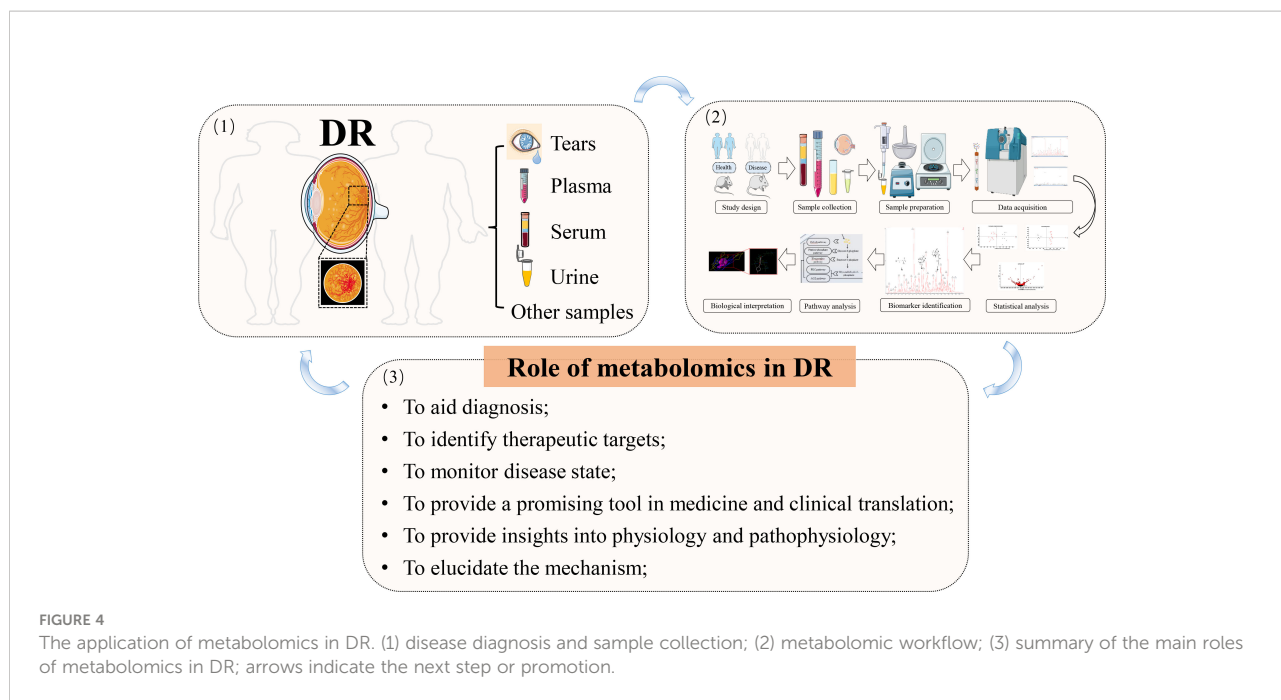 (1)
DR
Tears
Plasma
Serum
Urine
Other samples
(2)
Health
Disease
Study design
Sample collection
Sample preparation
Data acquisition
Biological interpretation
Pathway analysis
Biomarker identification
Statistical analysis
(3)
Role of metabolomics in DR
• To aid diagnosis;
• To identify therapeutic targets;
• To monitor disease state;
• To provide a promising tool in medicine and clinical translation;
• To provide insights into physiology and pathophysiology;
• To elucidate the mechanism;
FIGURE 4
The application of metabolomics in DR. (1) disease diagnosis and sample collection; (2) metabolomic workflow; (3) summary of the main roles
of metabolomics in DR; arrows indicate the next step or promotion.